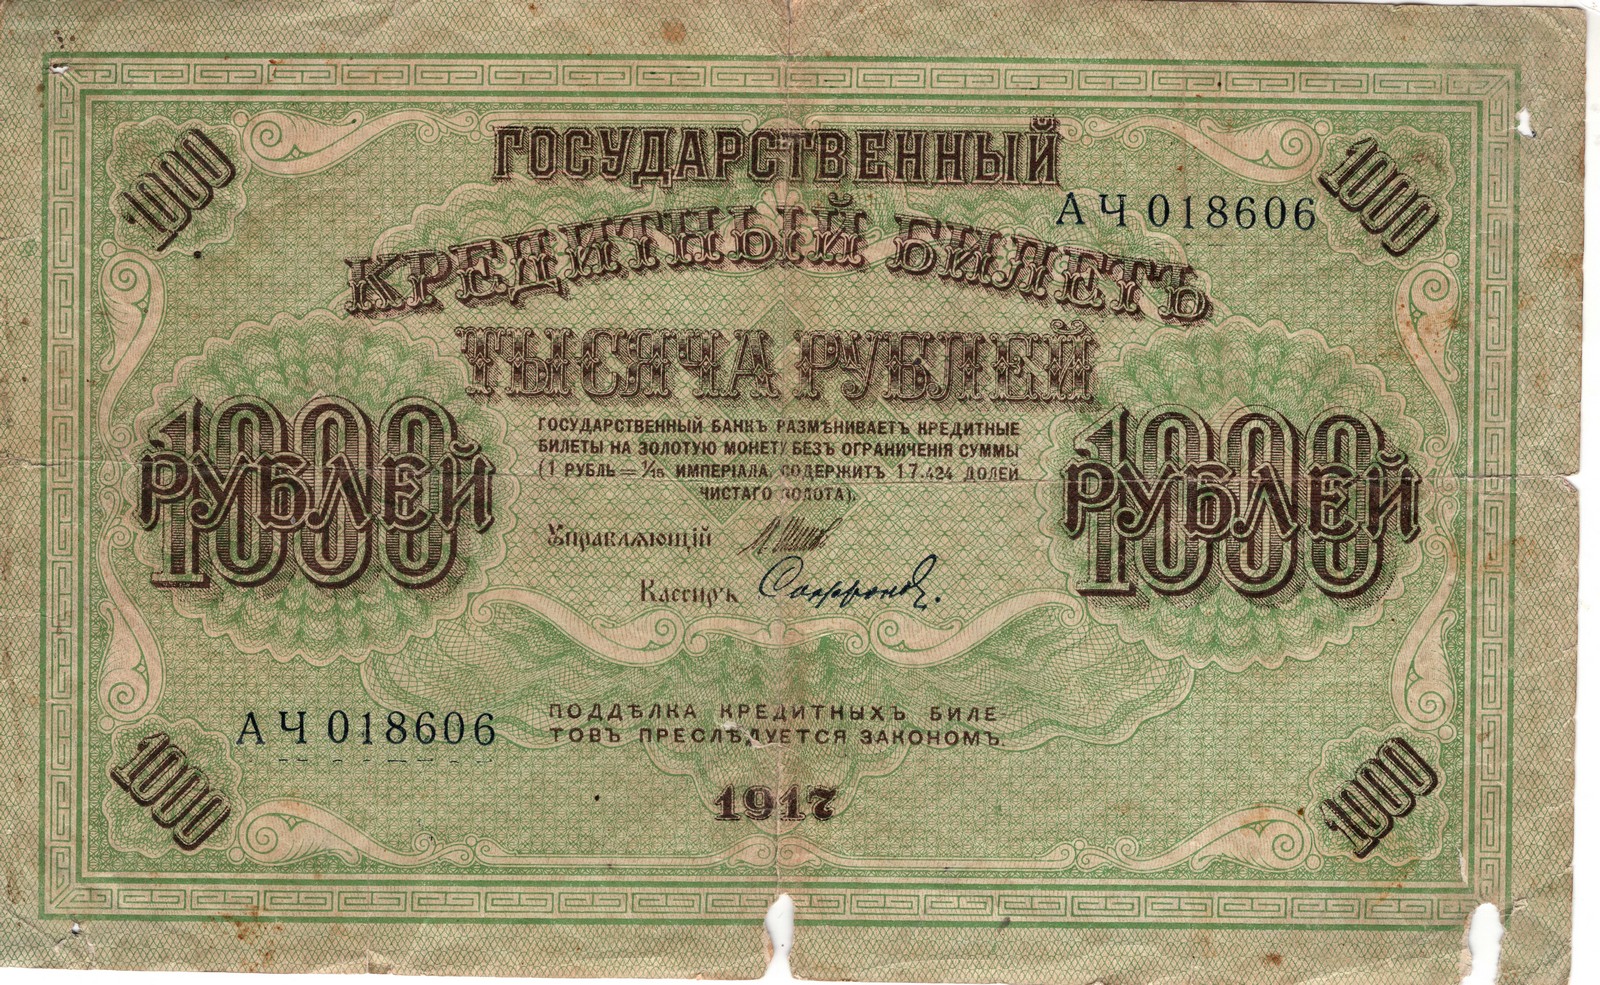 1000
1000
ГОСУДАРСТВЕННЫЙ
АЧ 018606
КРЕДИТНЫЙ БИЛЕТЪ
ТЫСЯЧА РУБЛЕЙ
1000 РУБЛЕЙ
1000 РУБЛЕЙ
ГОСУДАРСТВЕННЫЙ БАНКЪ РАЗМѢНИВАЕТЪ КРЕДИТНЫЕ
БИЛЕТЫ НА ЗОЛОТУЮ МОНЕТУ БЕЗЪ ОГРАНИЧЕНІЯ СУММЫ
(1 РУБЛЬ = 1/15 ИМПЕРІАЛА, СОДЕРЖИТЪ 17.424 ДОЛЕЙ
ЧИСТАГО ЗОЛОТА).
Управляющій И. Шипов
Кассиръ Сафронов.
АЧ 018606
ПОДДѢЛКА КРЕДИТНЫХЪ БИЛЕ
ТОВЪ ПРЕСЛѢДУЕТСЯ ЗАКОНОМЪ.
1917
1000
1000